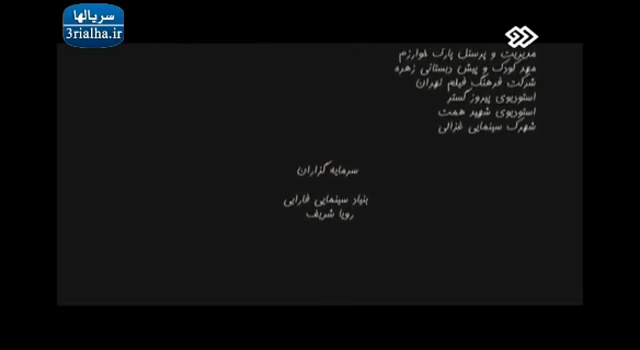 سریالها
3rialha.ir
مدیریت و پرسنل پارک خوارزم
مهد کودک و پیش دبستانی زهره
شرکت فرهنگ فیلم تهران
استودیوی پیروز گستر
استودیوی شهید همت
شهرک سینمایی غزالی
سرمایه گزاران
بنیاد سینمایی فارابی
رویا شریف